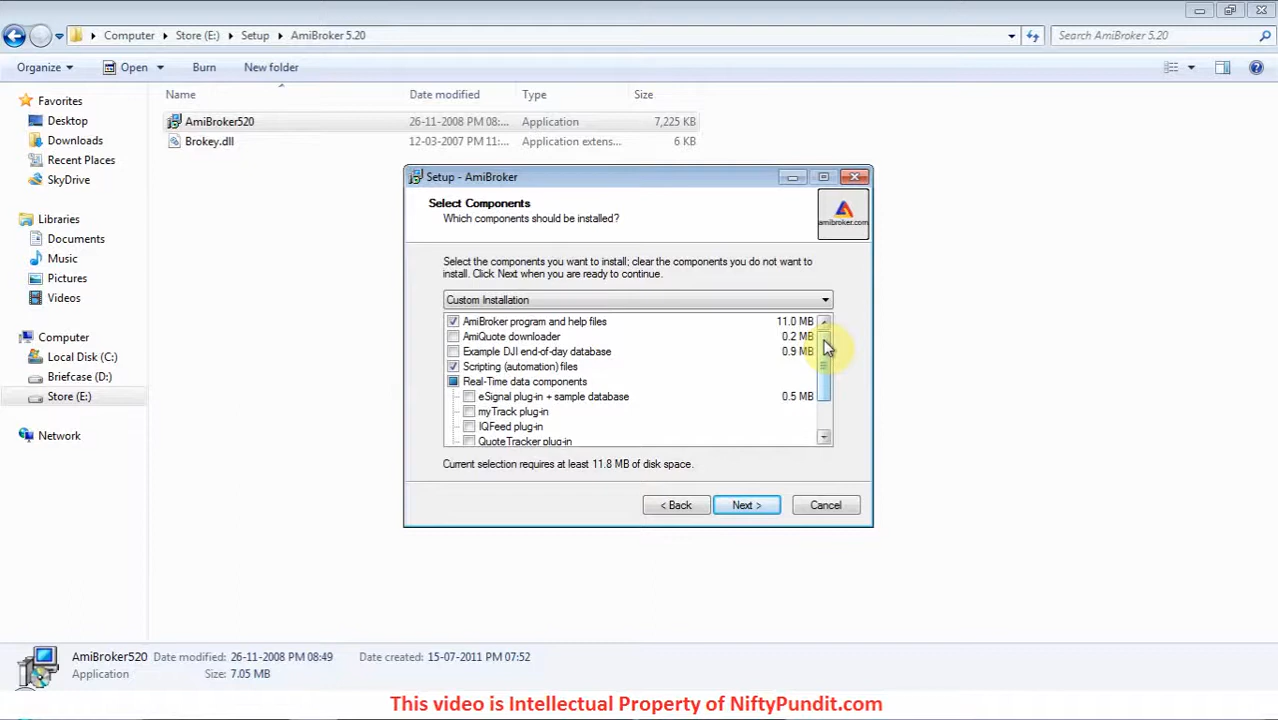 Computer
Store (E:)
Setup
AmiBroker 5.20
Search AmiBroker 5.20
Organize
Open
Burn
New folder
Favorites
Desktop
Downloads
Recent Places
SkyDrive
Libraries
Documents
Music
Pictures
Videos
Computer
Local Disk (C:)
Briefcase (D:)
Store (E:)
Network
Name
Date modified
Type
Size
AmiBroker520
26-11-2008 PM 08:...
Application
7,225 KB
Brokey.dll
12-03-2007 PM 11:...
Application extens...
6 KB
Setup - AmiBroker
Select Components
Which components should be installed?
amibroker.com
Select the components you want to install; clear the components you do not want to
install. Click Next when you are ready to continue.
Custom Installation
AmiBroker program and help files
11.0 MB
AmiQuote downloader
0.2 MB
Example DJI end-of-day database
0.9 MB
Scripting (automation) files
Real-Time data components
eSignal plug-in + sample database
0.5 MB
myTrack plug-in
IQFeed plug-in
QuoteTracker plug-in
Current selection requires at least 11.8 MB of disk space.
< Back
Next >
Cancel
AmiBroker520
Date modified: 26-11-2008 PM 08:49
Date created: 15-07-2011 PM 07:52
Application
Size: 7.05 MB
This video is Intellectual Property of NiftyPundit.com